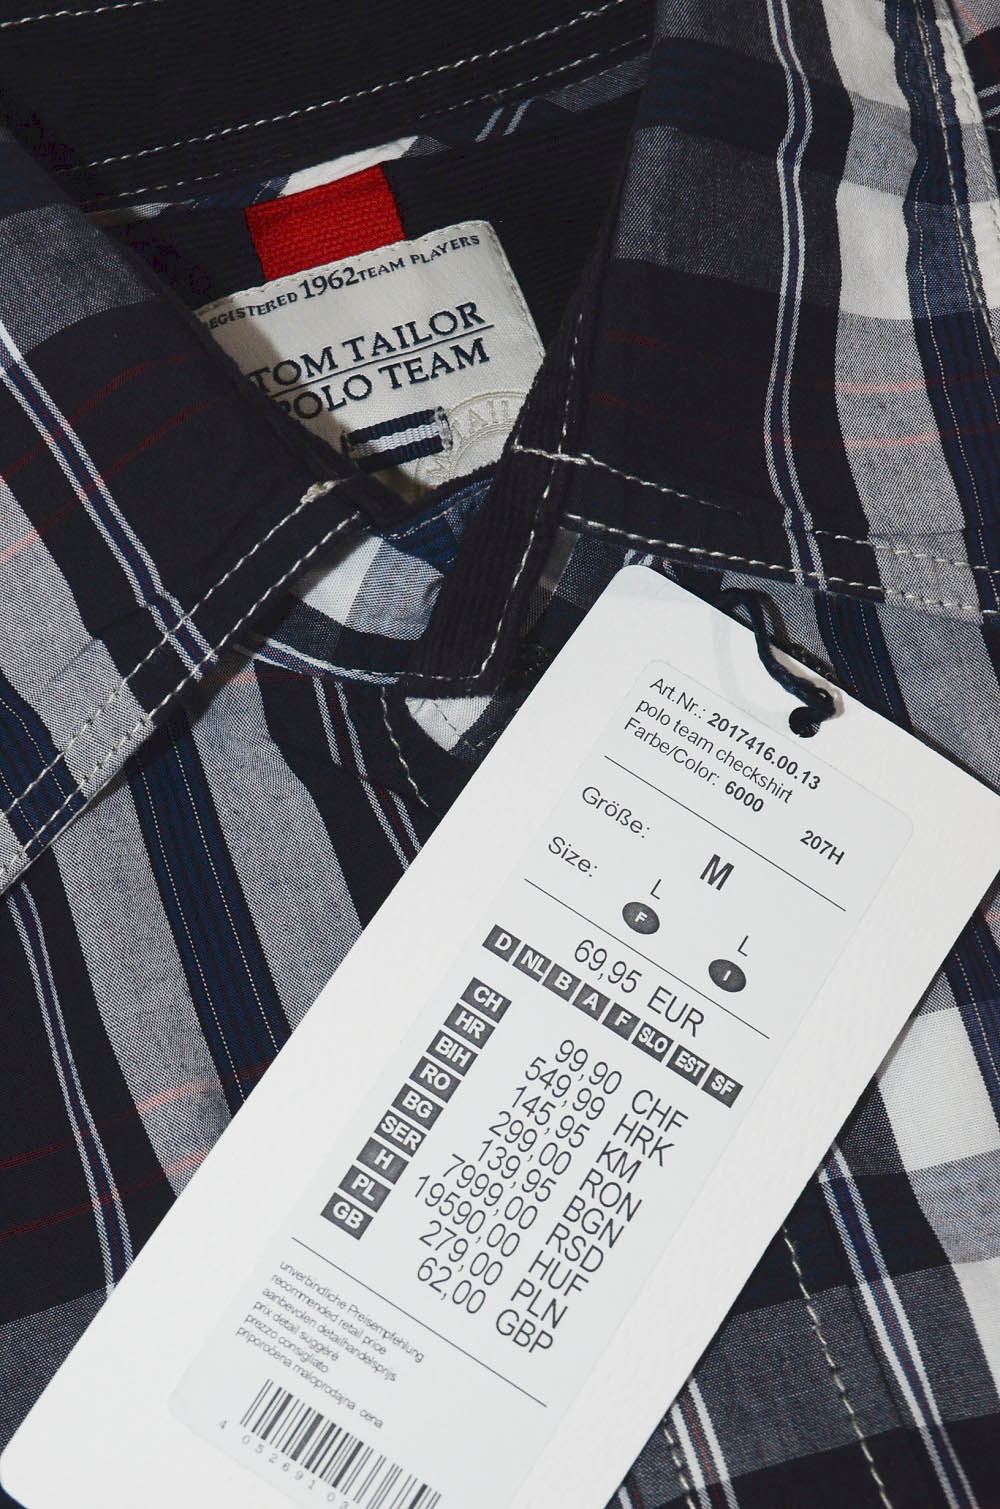 REGISTERED 1962 TEAM PLAYERS
TOM TAILOR
POLO TEAM
Art.Nr.: 2017416.00.13
polo team checkshirt
Farbe/Color: 6000
207H
Größe:
Size:
M
L
F
L
I
69,95 EUR
D NL B A F SLO EST SF
CH 99,90 CHF
HR 549,99 HRK
BIH 145,95 KM
RO 299,00 RON
BG 139,95 BGN
SER 7999,00 RSD
H 19590,00 HUF
PL 279,00 PLN
GB 62,00 GBP
unverbindliche Preisempfehlung
recommended retail price
aanbevolen detailhandelsprijs
prix detail suggéré
prezzo consigliato
priporočena maloprodajna cena
4 052691 03